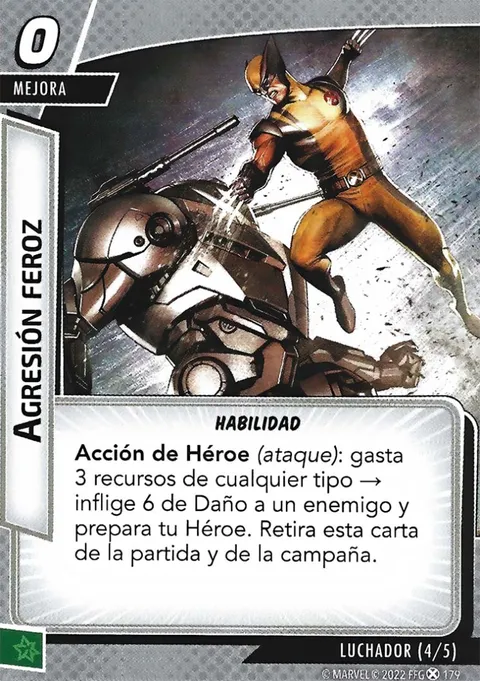 0
MEJORA
AGRESIÓN FEROZ
HABILIDAD
Acción de Héroe (ataque): gasta
3 recursos de cualquier tipo →
inflige 6 de Daño a un enemigo y
prepara tu Héroe. Retira esta carta
de la partida y de la campaña.
LUCHADOR (4/5)
© MARVEL © 2022 FFG 179